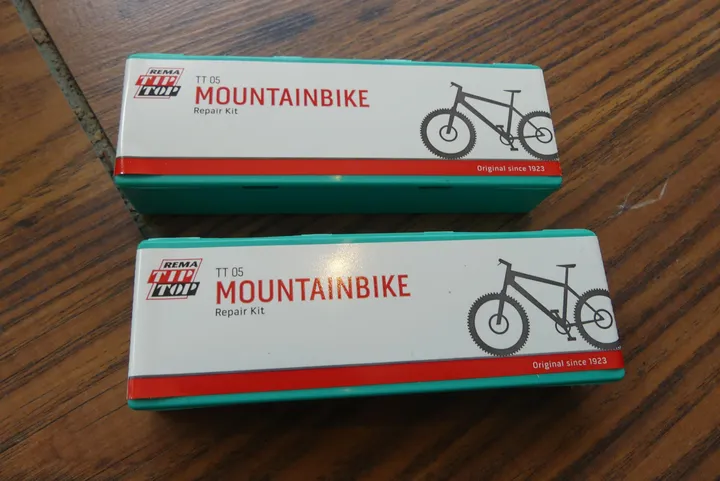 REMA
TIP
TOP
TT 05
MOUNTAINBIKE
Repair Kit
Original since 1923
REMA
TIP
TOP
TT 05
MOUNTAINBIKE
Repair Kit
Original since 1923